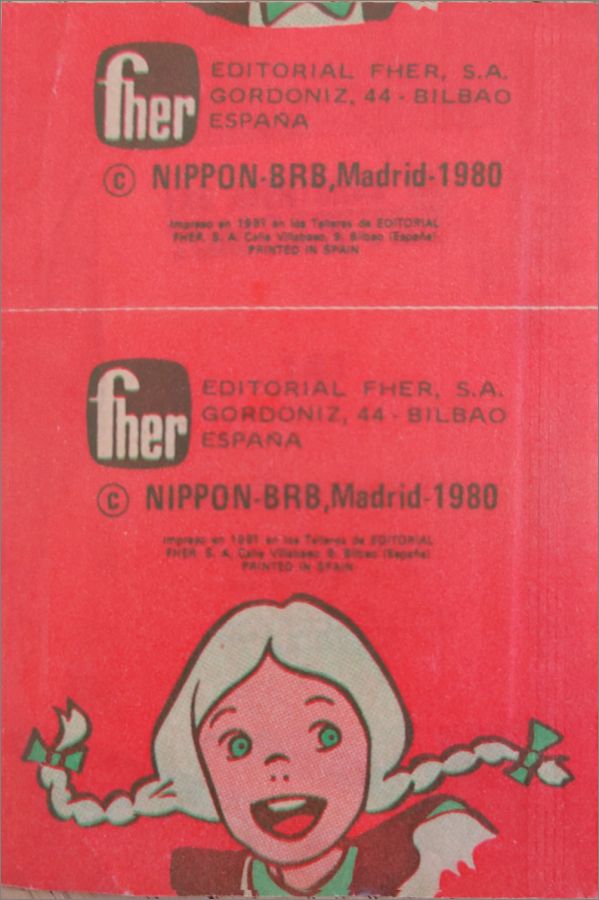 fher
EDITORIAL FHER, S.A.
GORDONIZ, 44 - BILBAO
ESPAÑA
© NIPPON-BRB, Madrid-1980
Impreso en 1981 en los Talleres de EDITORIAL
FHER. S. A. Calle Villabaso, 9. Bilbao (España)
PRINTED IN SPAIN
fher
EDITORIAL FHER, S.A.
GORDONIZ, 44 - BILBAO
ESPAÑA
© NIPPON-BRB, Madrid-1980
Impreso en 1981 en los Talleres de EDITORIAL
FHER. S. A. Calle Villabaso, 9. Bilbao (España)
PRINTED IN SPAIN